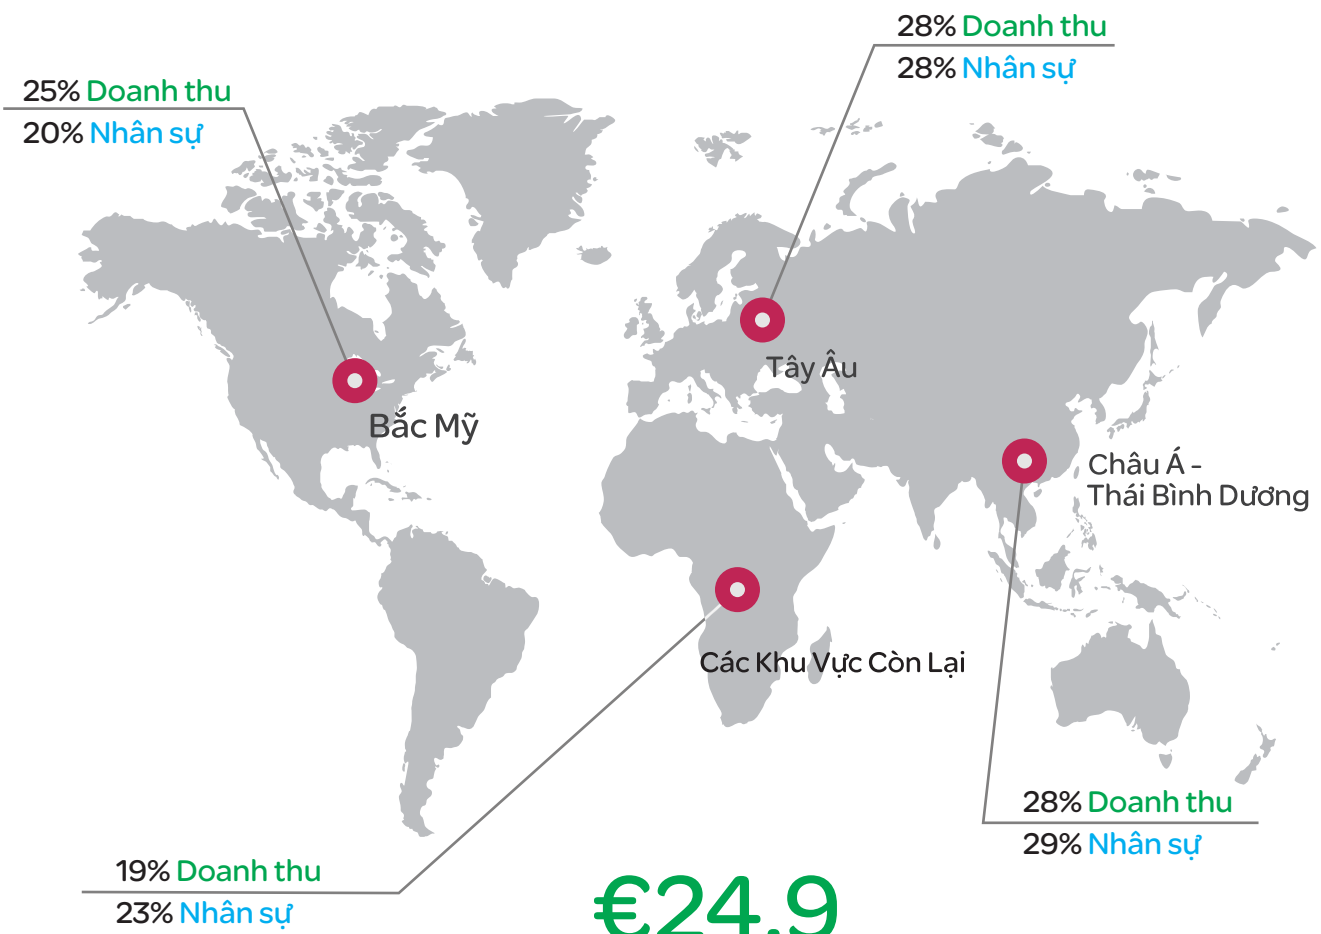 28% Doanh thu
28% Nhân sự
25% Doanh thu
20% Nhân sự
Tây Âu
Bắc Mỹ
Châu Á -
Thái Bình Dương
Các Khu Vực Còn Lại
28% Doanh thu
29% Nhân sự
19% Doanh thu
23% Nhân sự
€24.9